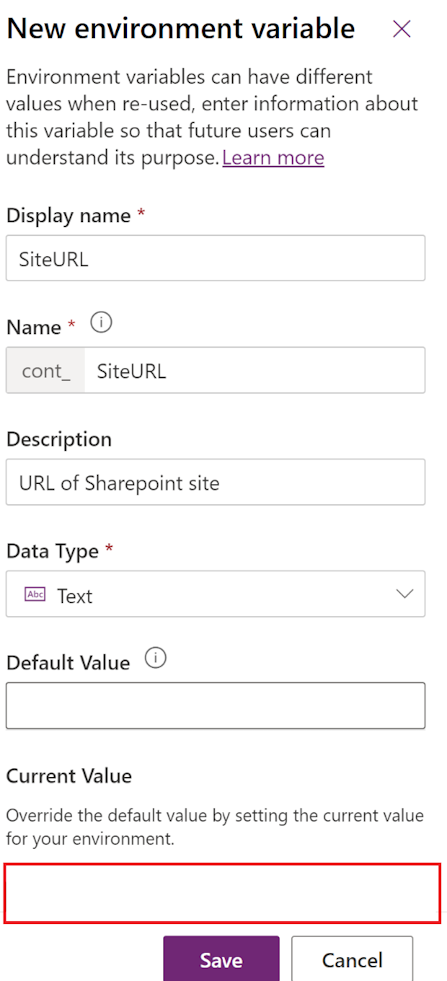 New environment variable
Environment variables can have different
values when re-used, enter information about
this variable so that future users can
understand its purpose. Learn more
Display name *
SiteURL
Name *
cont_ SiteURL
Description
URL of Sharepoint site
Data Type *
Abc Text
Default Value
Current Value
Override the default value by setting the current value
for your environment.
Save Cancel